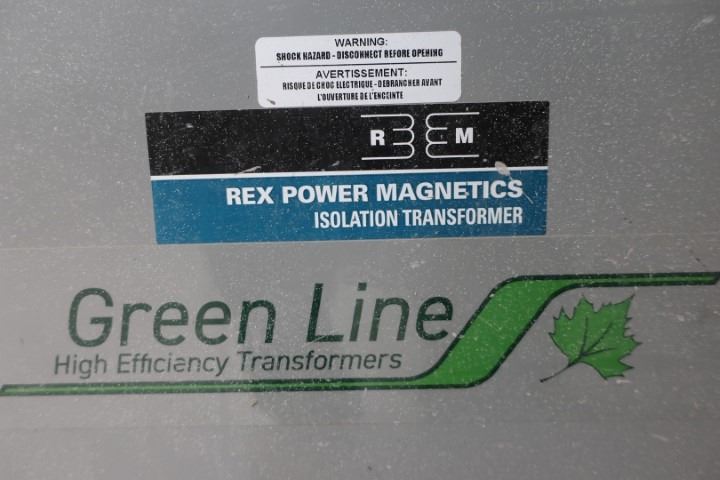 WARNING:
SHOCK HAZARD - DISCONNECT BEFORE OPENING
AVERTISSEMENT:
RISQUE DE CHOC ELECTRIQUE - DEBRANCHER AVANT
L'OUVERTURE DE L'ENCEINTE
R M
REX POWER MAGNETICS
ISOLATION TRANSFORMER
Green Line
High Efficiency Transformers